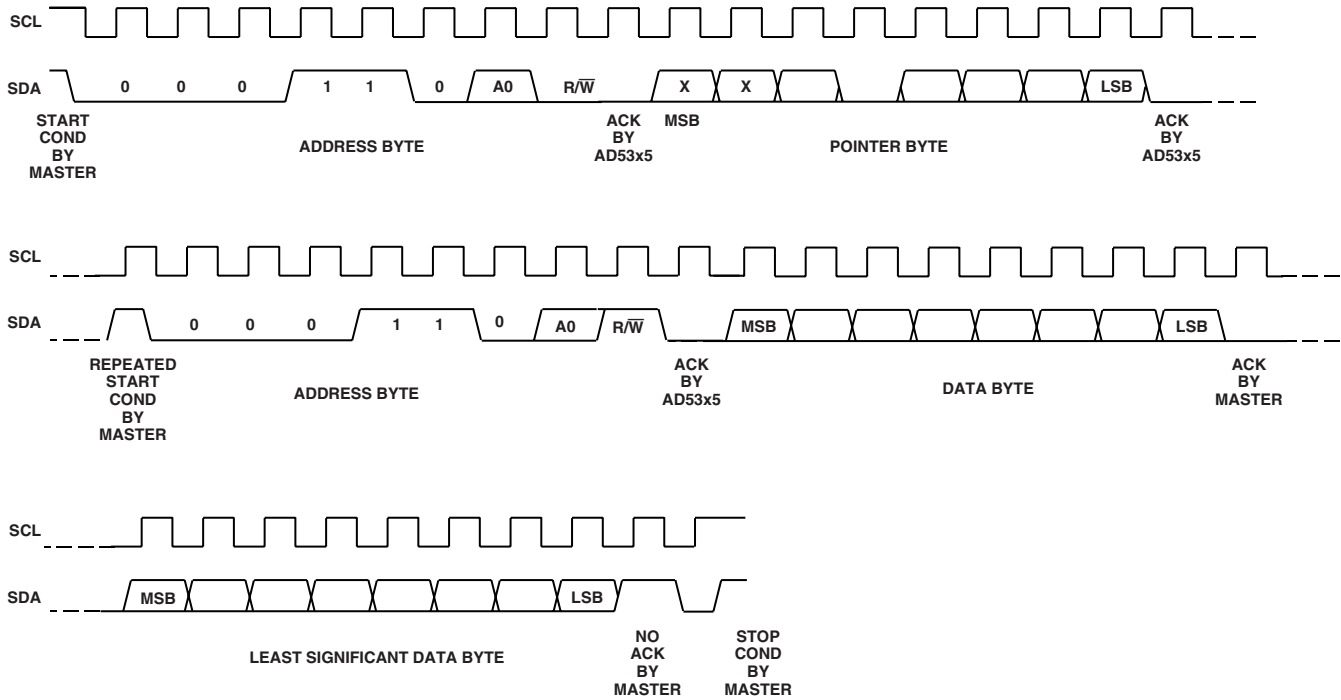 SCL
SDA
0 0 0 1 1 0 A0 R/W̅ X X LSB
START COND BY MASTER
ADDRESS BYTE
ACK BY AD53x5
MSB
POINTER BYTE
ACK BY AD53x5
SCL
SDA
0 0 0 1 1 0 A0 R/W̅ MSB LSB
REPEATED START COND BY MASTER
ADDRESS BYTE
ACK BY AD53x5
DATA BYTE
ACK BY MASTER
SCL
SDA
MSB LSB
LEAST SIGNIFICANT DATA BYTE
NO ACK BY MASTER
STOP COND BY MASTER